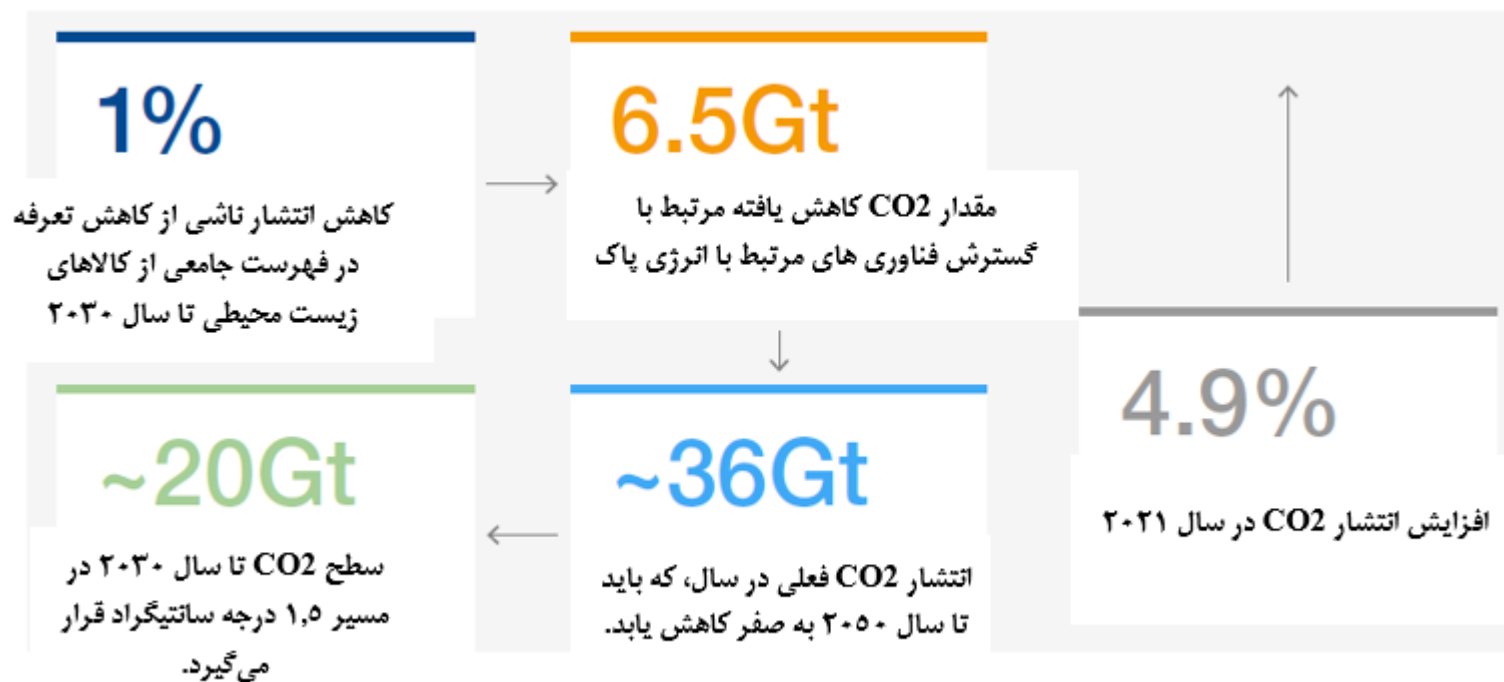 1%
کاهش انتشار ناشی از کاهش تعرفه
در فهرست جامعی از کالاهای
زیست محیطی تا سال ۲۰۳۰
6.5Gt
مقدار CO2 کاهش یافته مرتبط با
گسترش فناوری های مرتبط با انرژی پاک
~36Gt
انتشار CO2 فعلی در سال، که باید
تا سال ۲۰۵۰ به صفر کاهش یابد.
~20Gt
سطح CO2 تا سال ۲۰۳۰ در
مسیر ۱,۵ درجه سانتیگراد قرار
می‌گیرد.
4.9%
افزایش انتشار CO2 در سال ۲۰۲۱